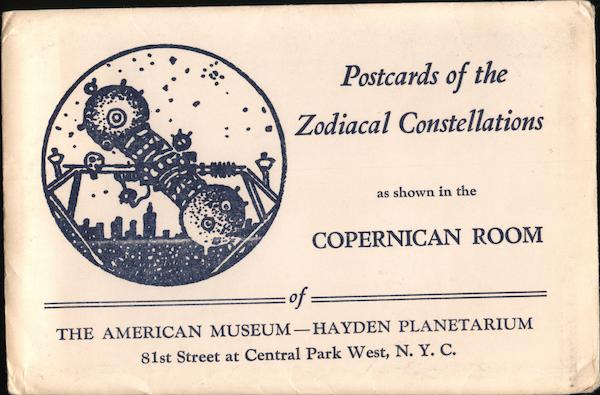 Postcards of the
Zodiacal Constellations
as shown in the
COPERNICAN ROOM
of
THE AMERICAN MUSEUM—HAYDEN PLANETARIUM
81st Street at Central Park West, N. Y. C.